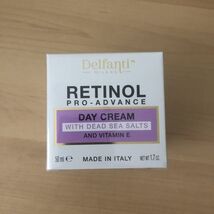 Delfanti
MILANO
RETINOL
PRO-ADVANCE
DAY CREAM
WITH DEAD SEA SALTS
AND VITAMIN E
50 ml ℮ MADE IN ITALY NET WT. 1.7 oz.